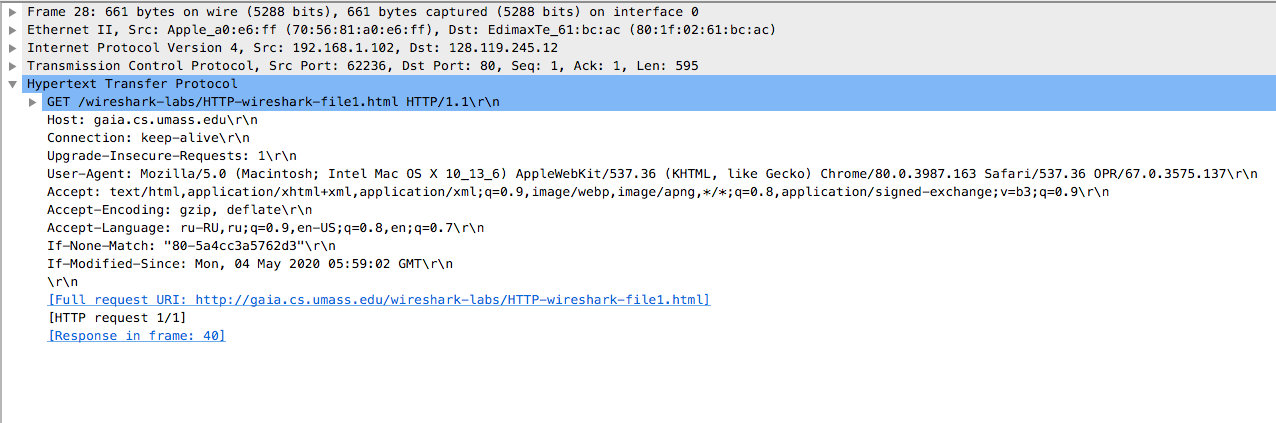 Frame 28: 661 bytes on wire (5288 bits), 661 bytes captured (5288 bits) on interface 0
Ethernet II, Src: Apple_a0:e6:ff (70:56:81:a0:e6:ff), Dst: EdimaxTe_61:bc:ac (80:1f:02:61:bc:ac)
Internet Protocol Version 4, Src: 192.168.1.102, Dst: 128.119.245.12
Transmission Control Protocol, Src Port: 62236, Dst Port: 80, Seq: 1, Ack: 1, Len: 595
Hypertext Transfer Protocol
GET /wireshark-labs/HTTP-wireshark-file1.html HTTP/1.1\r\n
Host: gaia.cs.umass.edu\r\n
Connection: keep-alive\r\n
Upgrade-Insecure-Requests: 1\r\n
User-Agent: Mozilla/5.0 (Macintosh; Intel Mac OS X 10_13_6) AppleWebKit/537.36 (KHTML, like Gecko) Chrome/80.0.3987.163 Safari/537.36 OPR/67.0.3575.137\r\n
Accept: text/html,application/xhtml+xml,application/xml;q=0.9,image/webp,image/apng,*/*;q=0.8,application/signed-exchange;v=b3;q=0.9\r\n
Accept-Encoding: gzip, deflate\r\n
Accept-Language: ru-RU,ru;q=0.9,en-US;q=0.8,en;q=0.7\r\n
If-None-Match: "80-5a4cc3a5762d3"\r\n
If-Modified-Since: Mon, 04 May 2020 05:59:02 GMT\r\n
\r\n
[Full request URI: http://gaia.cs.umass.edu/wireshark-labs/HTTP-wireshark-file1.html]
[HTTP request 1/1]
[Response in frame: 40]